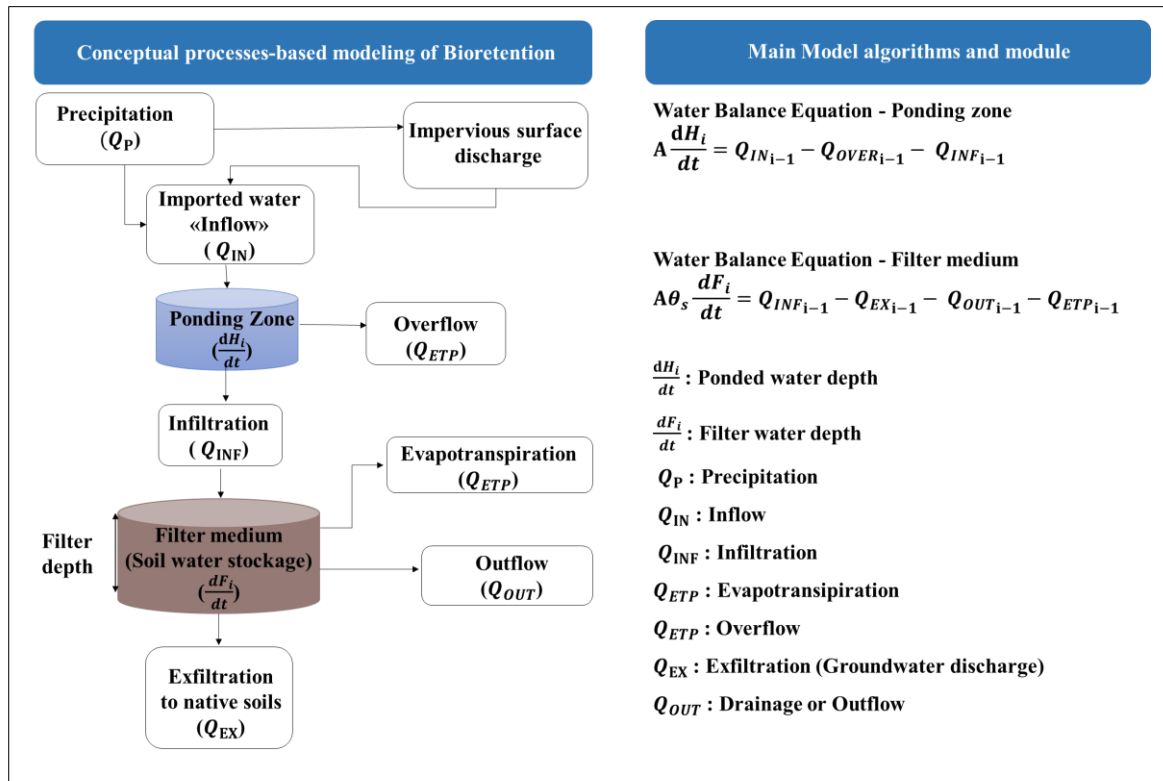 Conceptual processes-based modeling of Bioretention
Precipitation
(Q_P)
Impervious surface
discharge
Imported water
«Inflow»
( Q_IN)
Ponding Zone
(dH_i/dt)
Overflow
(Q_ETP)
Infiltration
( Q_INF)
Evapotranspiration
(Q_ETP)
Filter
depth
Filter medium
(Soil water stockage)
(dF_i/dt)
Outflow
(Q_OUT)
Exfiltration
to native soils
(Q_EX)
Main Model algorithms and module
Water Balance Equation - Ponding zone
A dH_i/dt = Q_IN_i−1 − Q_OVER_i−1 − Q_INF_i−1
Water Balance Equation - Filter medium
Aθ_s dF_i/dt = Q_INF_i−1 − Q_EX_i−1 − Q_OUT_i−1 − Q_ETP_i−1
dH_i/dt : Ponded water depth
dF_i/dt : Filter water depth
Q_P : Precipitation
Q_IN : Inflow
Q_INF : Infiltration
Q_ETP : Evapotransipiration
Q_ETP : Overflow
Q_EX : Exfiltration (Groundwater discharge)
Q_OUT : Drainage or Outflow